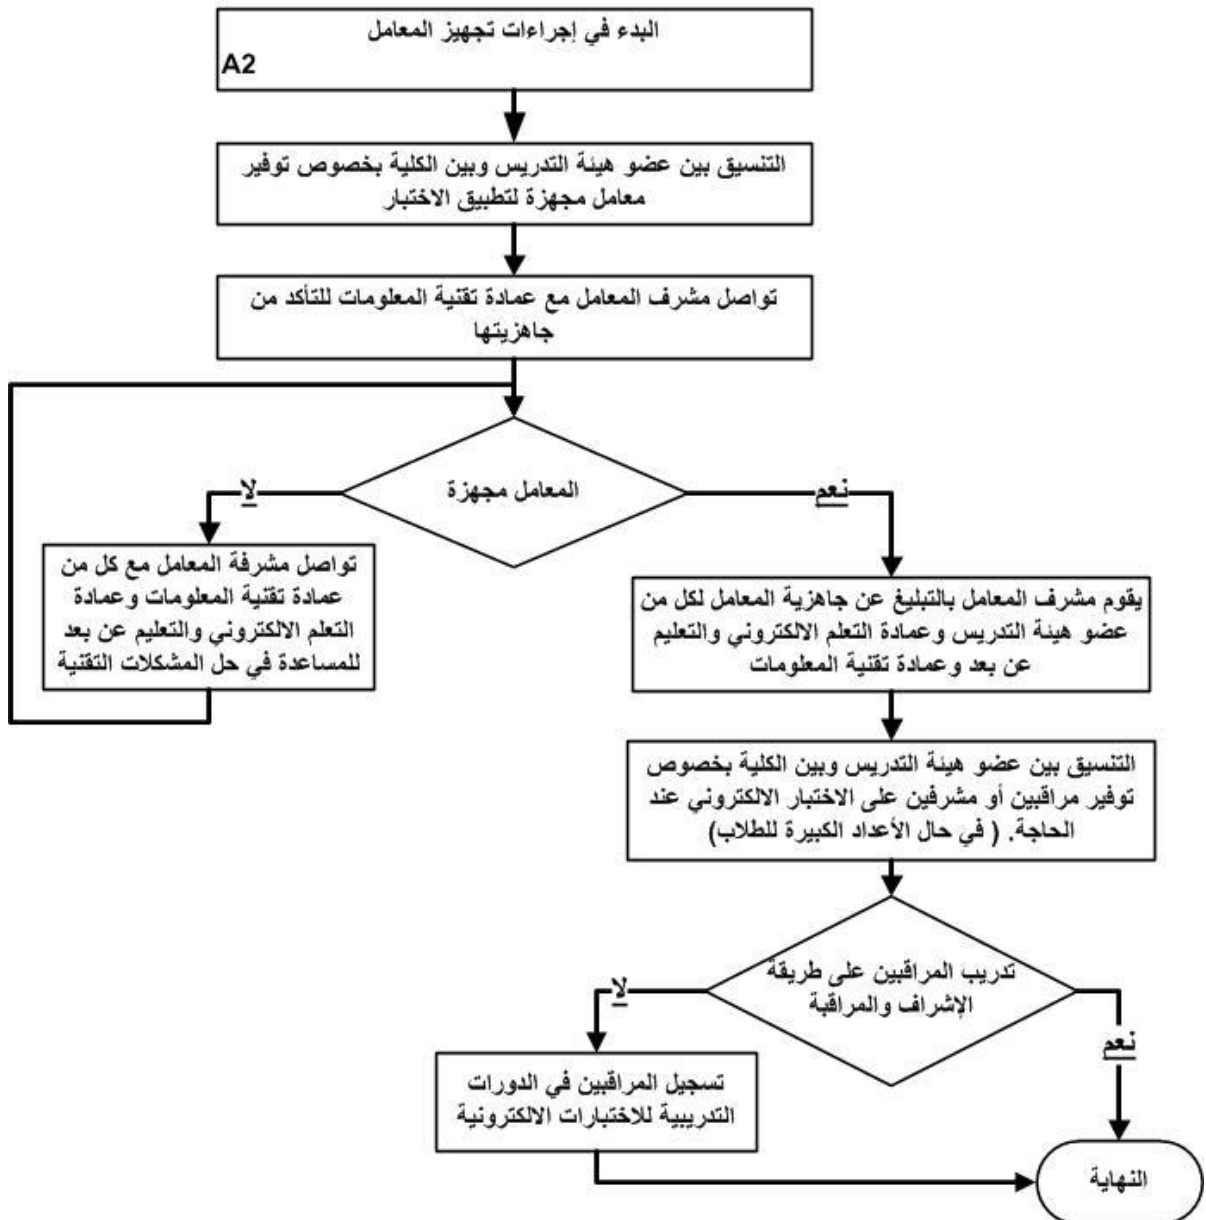 البدء في إجراءات تجهيز المعامل
A2
التنسيق بين عضو هيئة التدريس وبين الكلية بخصوص توفير
معامل مجهزة لتطبيق الاختبار
تواصل مشرف المعامل مع عمادة تقنية المعلومات للتأكد من
جاهزيتها
المعامل مجهزة
نعم
لا
تواصل مشرفة المعامل مع كل من
عمادة تقنية المعلومات وعمادة
التعلم الالكتروني والتعليم عن بعد
للمساعدة في حل المشكلات التقنية
يقوم مشرف المعامل بالتبليغ عن جاهزية المعامل لكل من
عضو هيئة التدريس وعمادة التعلم الالكتروني والتعليم
عن بعد وعمادة تقنية المعلومات
التنسيق بين عضو هيئة التدريس وبين الكلية بخصوص
توفير مراقبين أو مشرفين على الاختبار الالكتروني عند
الحاجة. ( في حال الأعداد الكبيرة للطلاب)
تدريب المراقبين على طريقة
الإشراف والمراقبة
لا
نعم
تسجيل المراقبين في الدورات
التدريبية للاختبارات الالكترونية
النهاية